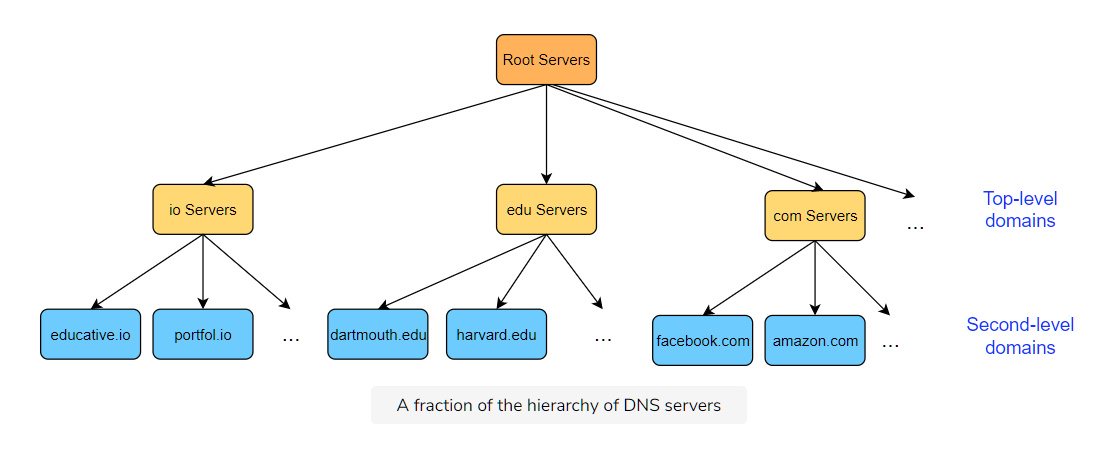 Root Servers
io Servers
edu Servers
com Servers
...
Top-level
domains
educative.io
portfol.io
...
dartmouth.edu
harvard.edu
...
facebook.com
amazon.com
...
Second-level
domains
A fraction of the hierarchy of DNS servers